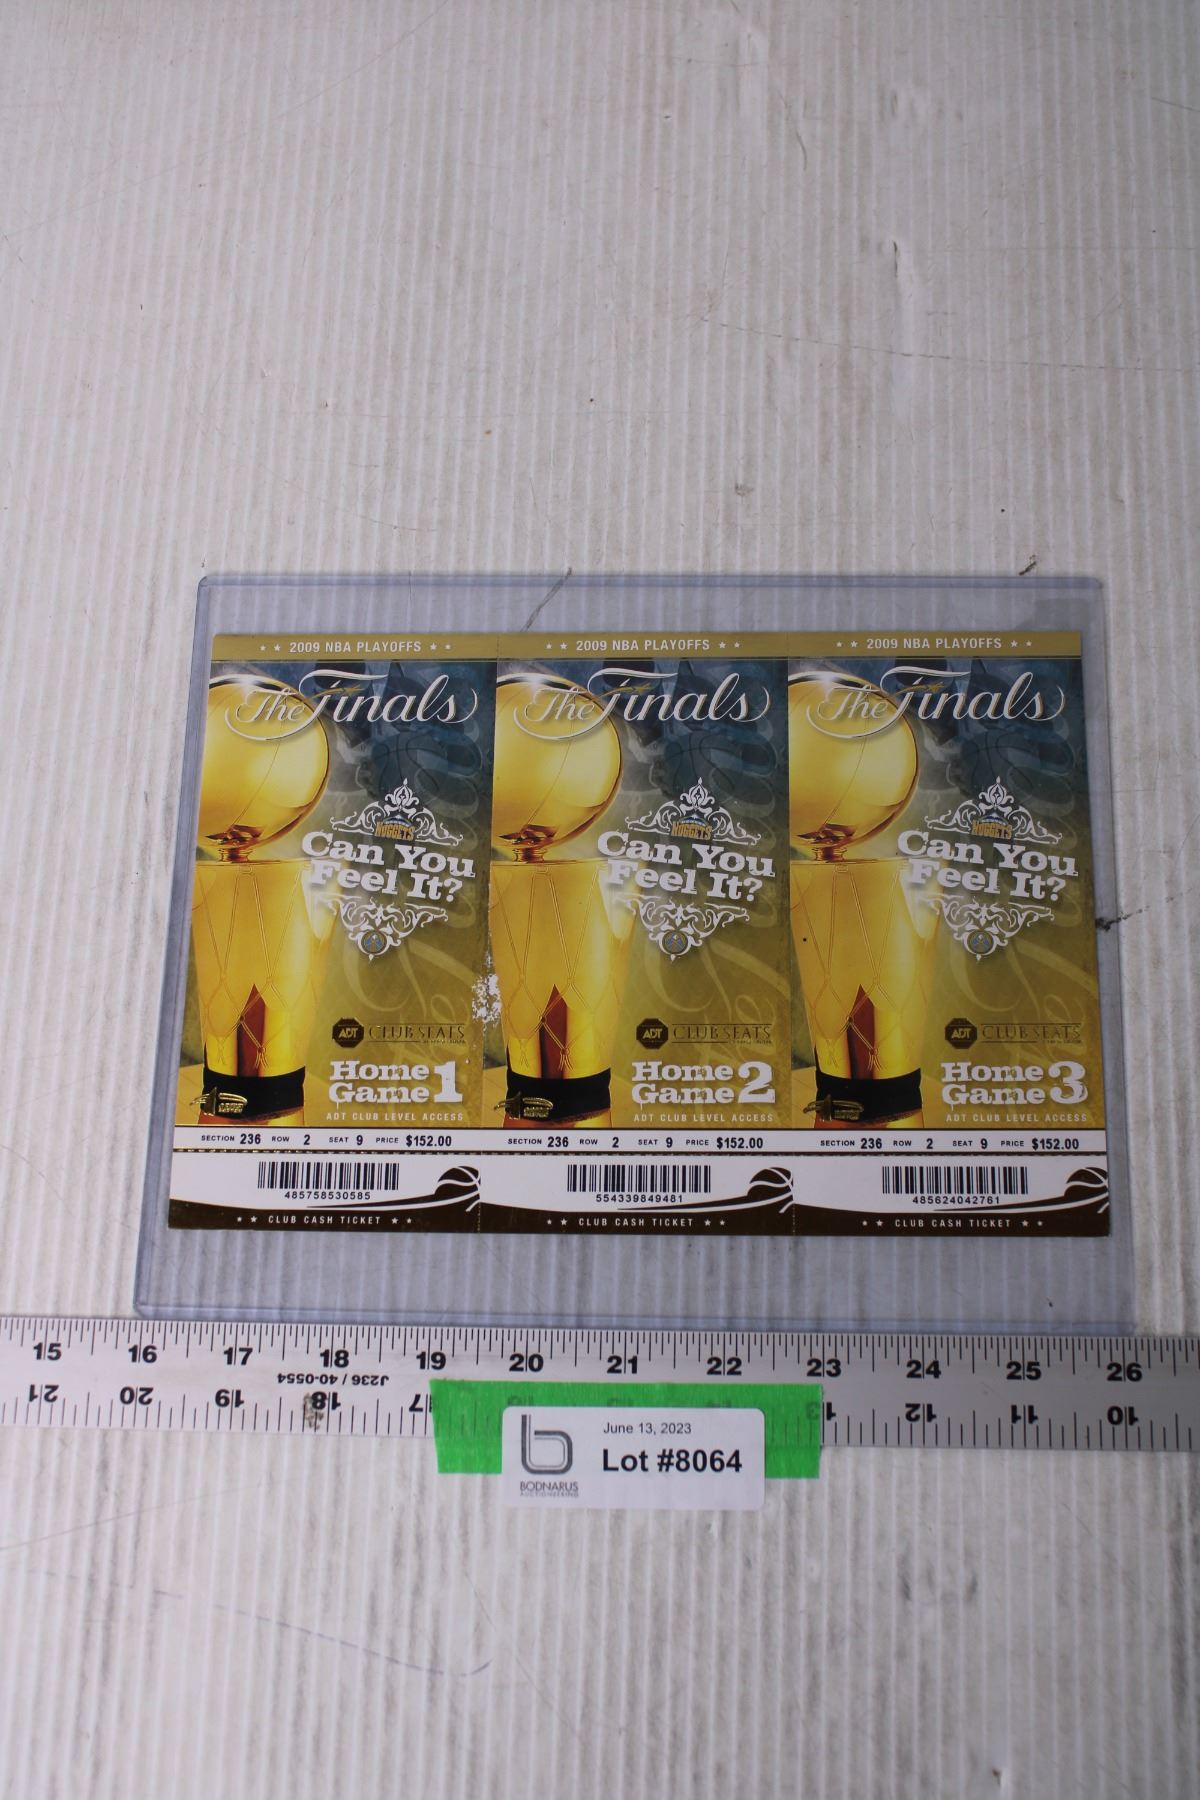 ★ ★ 2009 NBA PLAYOFFS ★ ★
The Finals
NUGGETS
Can You
Feel It?
ADT CLUB SEATS
Home
Game 1
ADT CLUB LEVEL ACCESS
SECTION 236 ROW 2 SEAT 9 PRICE $152.00
485758530585
★ ★ CLUB CASH TICKET ★ ★
★ ★ 2009 NBA PLAYOFFS ★ ★
The Finals
NUGGETS
Can You
Feel It?
ADT CLUB SEATS
Home
Game 2
ADT CLUB LEVEL ACCESS
SECTION 236 ROW 2 SEAT 9 PRICE $152.00
554339849481
★ ★ CLUB CASH TICKET ★ ★
★ ★ 2009 NBA PLAYOFFS ★ ★
The Finals
NUGGETS
Can You
Feel It?
ADT CLUB SEATS
Home
Game 3
ADT CLUB LEVEL ACCESS
SECTION 236 ROW 2 SEAT 9 PRICE $152.00
485624042761
★ ★ CLUB CASH TICKET ★ ★
15 16 17 18 19 20 21 22 23 24 25 26
J236 / 40-0554
21 20 19 18 17 13 12 11 10
June 13, 2023
Lot #8064
BODNARUS
AUCTIONEERING